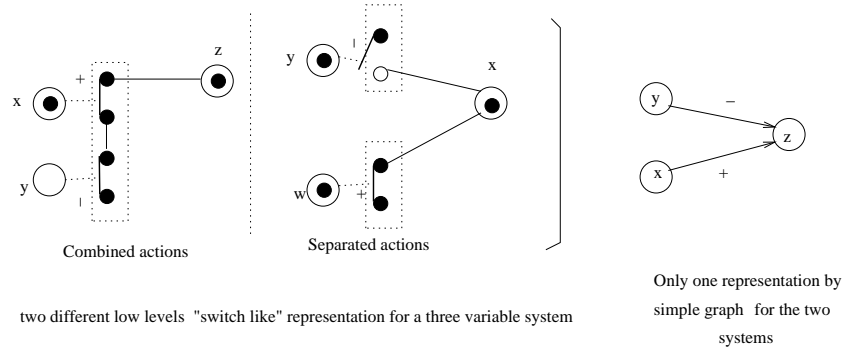 z
+
x
y
–
Combined actions
y
–
x
w
+
Separated actions
y
–
z
x
+
two different low levels "switch like" representation for a three variable system
Only one representation by
simple graph for the two
systems